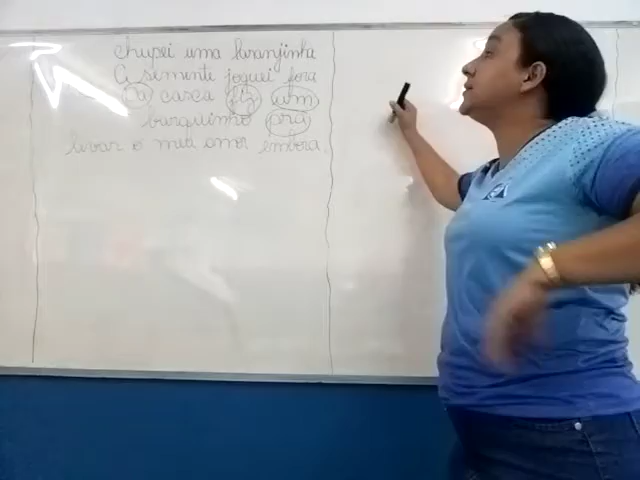 chupei uma laranjinha
A semente joguei fora
Da casca fiz um
barquinho pra
levar o meu amor embora